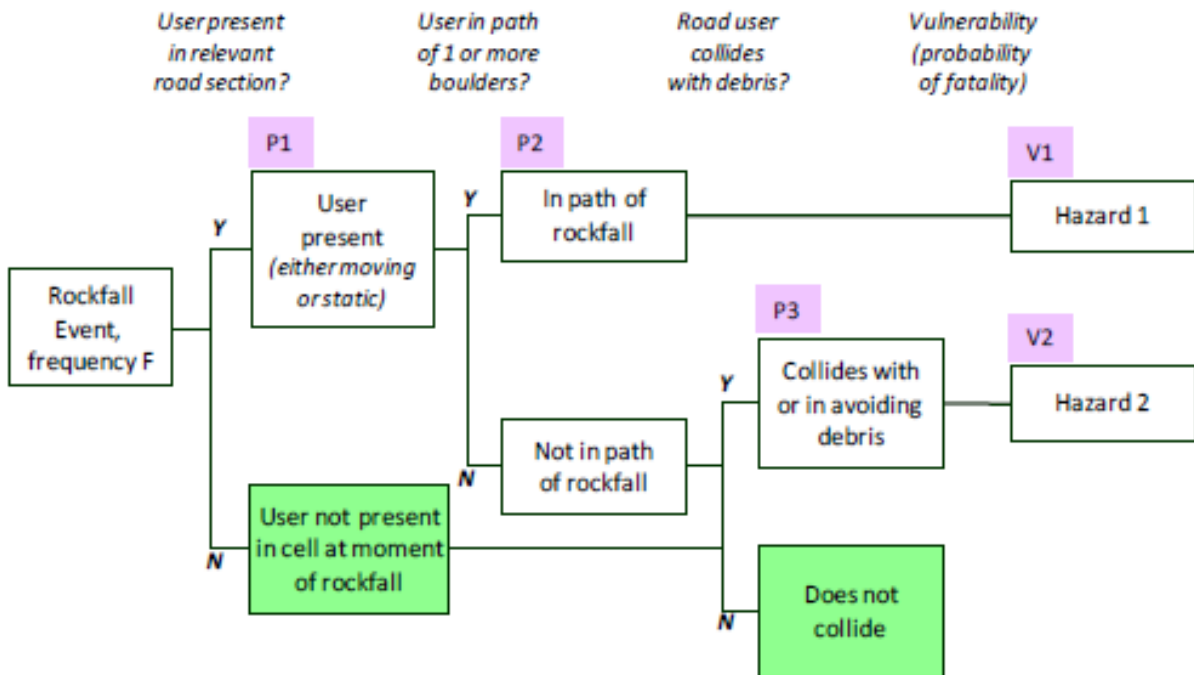 User present
in relevant
road section?
User in path
of 1 or more
boulders?
Road user
collides
with debris?
Vulnerability
(probability
of fatality)
P1
P2
V1
Y
User
present
(either moving
or static)
Y
In path of
rockfall
Hazard 1
Rockfall
Event,
frequency F
P3
V2
Y
Collides with
or in avoiding
debris
Hazard 2
N
Not in path
of rockfall
N
User not present
in cell at moment
of rockfall
N
Does not
collide